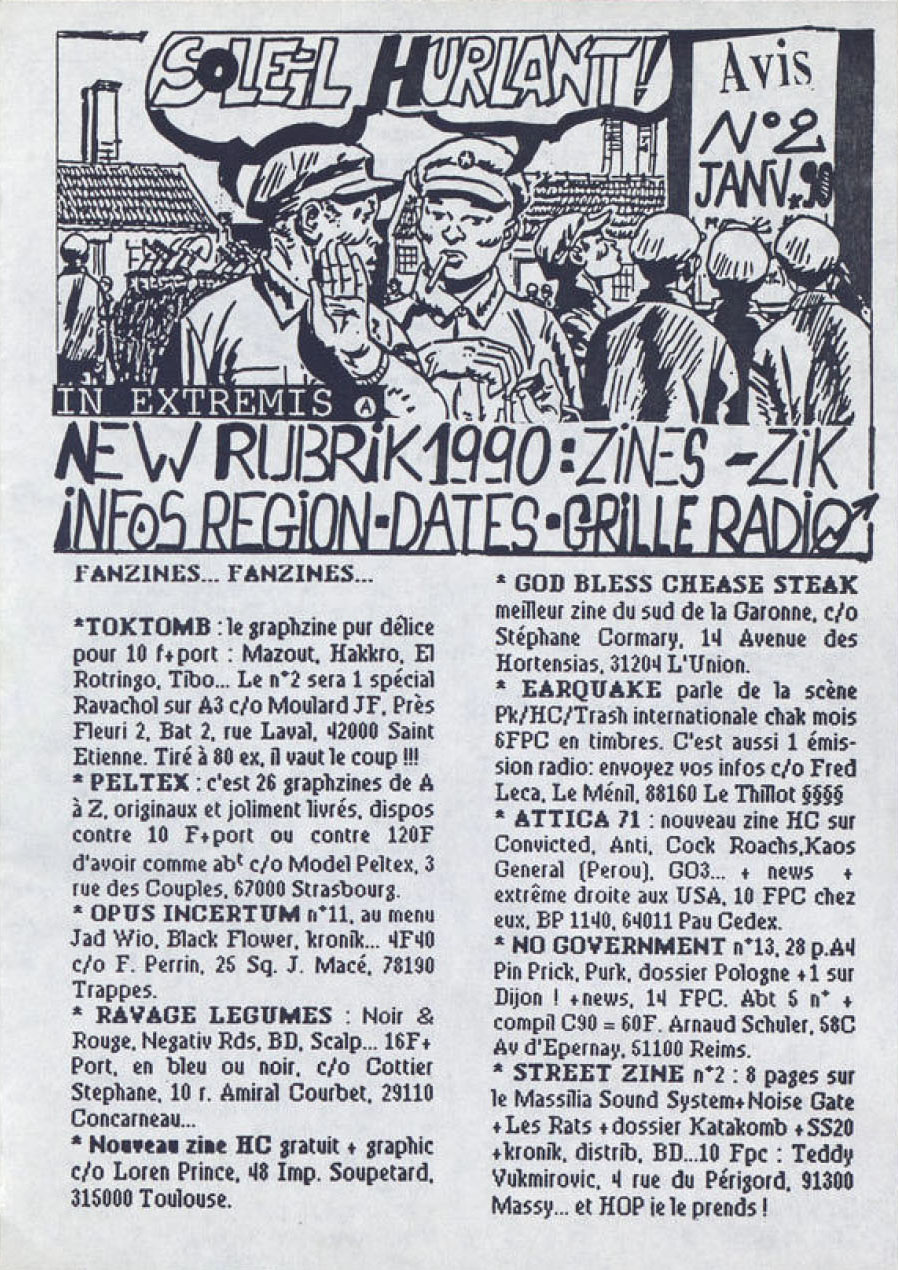 SOLEIL HURLANT!
Avis
N°2
JANV.90
IN EXTREMIS A
NEW RUBRIK 1990 : ZINES - ZIK
INFOS REGION-DATES-GRILLE RADIO
FANZINES... FANZINES...
*TOKTOMB : le graphzine pur délice
pour 10 f+port : Mazout, Hakkro, El
Rotringo, Tibo... Le n°2 sera 1 spécial
Ravachol sur A3 c/o Moulard JF, Près
Fleuri 2, Bat 2, rue Laval, 42000 Saint
Etienne. Tiré à 80 ex, il vaut le coup !!!
* PELTEX : c'est 26 graphzines de A
à Z, originaux et joliment livrés, dispos
contre 10 F+port ou contre 120F
d'avoir comme abt c/o Model Peltex, 3
rue des Couples, 67000 Strasbourg.
* OPUS INCERTUM n°11, au menu
Jad Wio, Black Flower, kronik... 4F40
c/o F. Perrin, 25 Sq. J. Macé, 78190
Trappes.
* RAVAGE LEGUMES : Noir &
Rouge, Negativ Rds, BD, Scalp... 16F+
Port, en bleu ou noir, c/o Cottier
Stephane, 10 r. Amiral Courbet, 29110
Concarneau...
* Nouveau zine HC gratuit + graphic
c/o Loren Prince, 48 Imp. Soupetard,
315000 Toulouse.
* GOD BLESS CHEASE STEAK
meilleur zine du sud de la Garonne, c/o
Stéphane Cormary, 14 Avenue des
Hortensias, 31204 L'Union.
* EARQUAKE parle de la scène
Pk/HC/Trash internationale chak mois
6FPC en timbres. C'est aussi 1 émis-
sion radio: envoyez vos infos c/o Fred
Leca, Le Ménil, 88160 Le Thillot §§§§
* ATTICA 71 : nouveau zine HC sur
Convicted, Anti, Cock Roachs,Kaos
General (Perou), GO3... + news +
extrême droite aux USA, 10 FPC chez
eux, BP 1140, 64011 Pau Cedex.
* NO GOVERNMENT n°13, 28 p.A4
Pin Prick, Purk, dossier Pologne +1 sur
Dijon ! +news, 14 FPC. Abt 5 n° +
compil C90 = 60F. Arnaud Schuler, 58C
Av d'Epernay, 51100 Reims.
* STREET ZINE n°2 : 8 pages sur
le Massilia Sound System+Noise Gate
+Les Rats +dossier Katakomb +SS20
+kronik, distrib, BD...10 Fpc : Teddy
Vukmirovic, 4 rue du Périgord, 91300
Massy... et HOP je le prends !